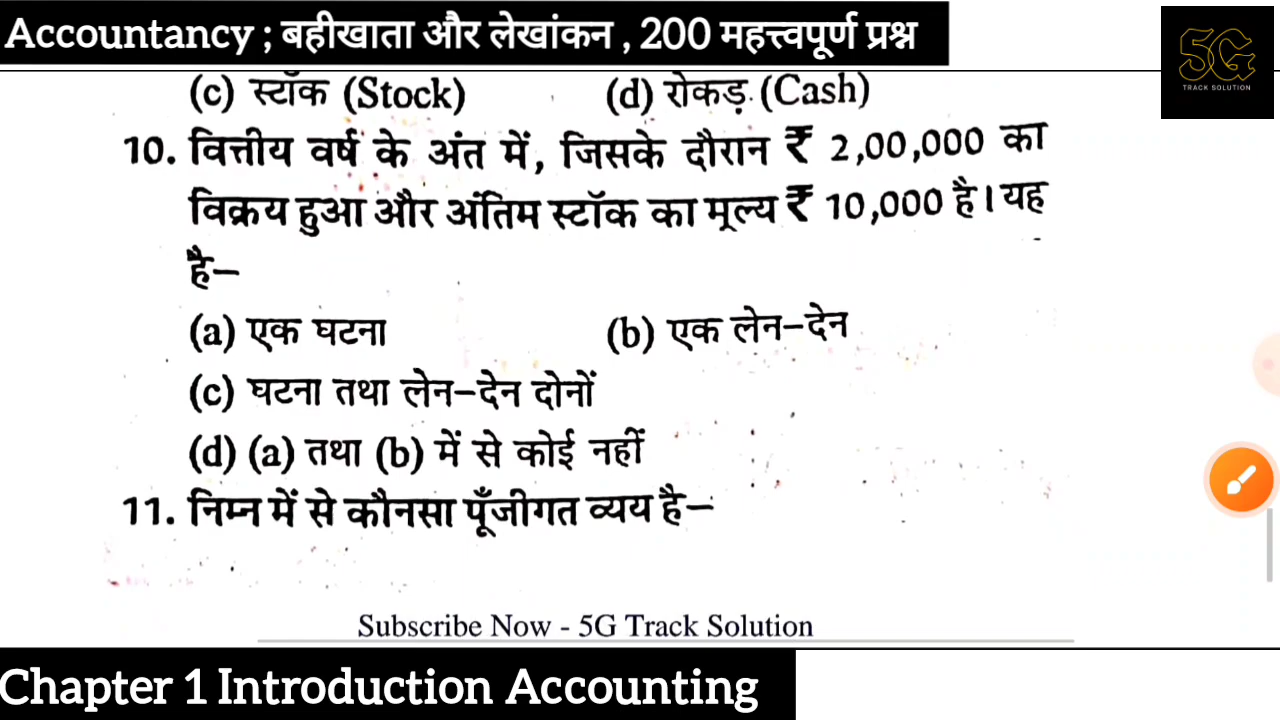 Accountancy ; बहीखाता और लेखांकन , 200 महत्त्वपूर्ण प्रश्न
5G
TRACK SOLUTION
(c) स्टॉक (Stock) (d) रोकड़ (Cash)
10. वित्तीय वर्ष के अंत में, जिसके दौरान ₹ 2,00,000 का
विक्रय हुआ और अंतिम स्टॉक का मूल्य ₹ 10,000 है। यह
है–
(a) एक घटना (b) एक लेन–देन
(c) घटना तथा लेन–देन दोनों
(d) (a) तथा (b) में से कोई नहीं
11. निम्न में से कौनसा पूँजीगत व्यय है–
Subscribe Now - 5G Track Solution
Chapter 1 Introduction Accounting